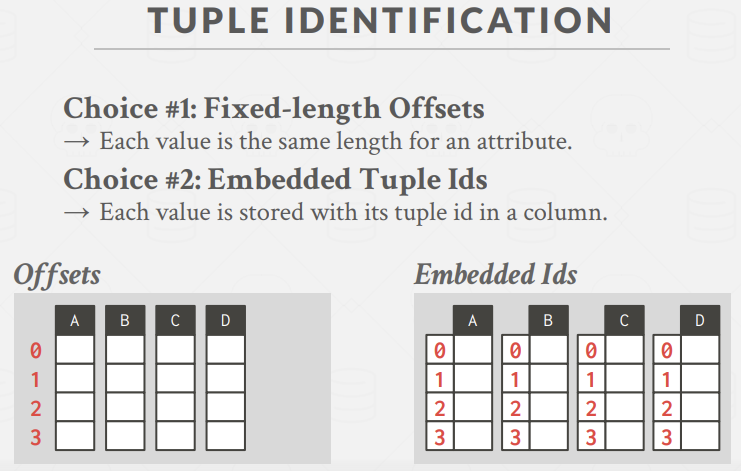 TUPLE IDENTIFICATION
Choice #1: Fixed-length Offsets
→ Each value is the same length for an attribute.
Choice #2: Embedded Tuple Ids
→ Each value is stored with its tuple id in a column.
Offsets
A B C D
0
1
2
3
Embedded Ids
A B C D
0 0 0 0
1 1 1 1
2 2 2 2
3 3 3 3